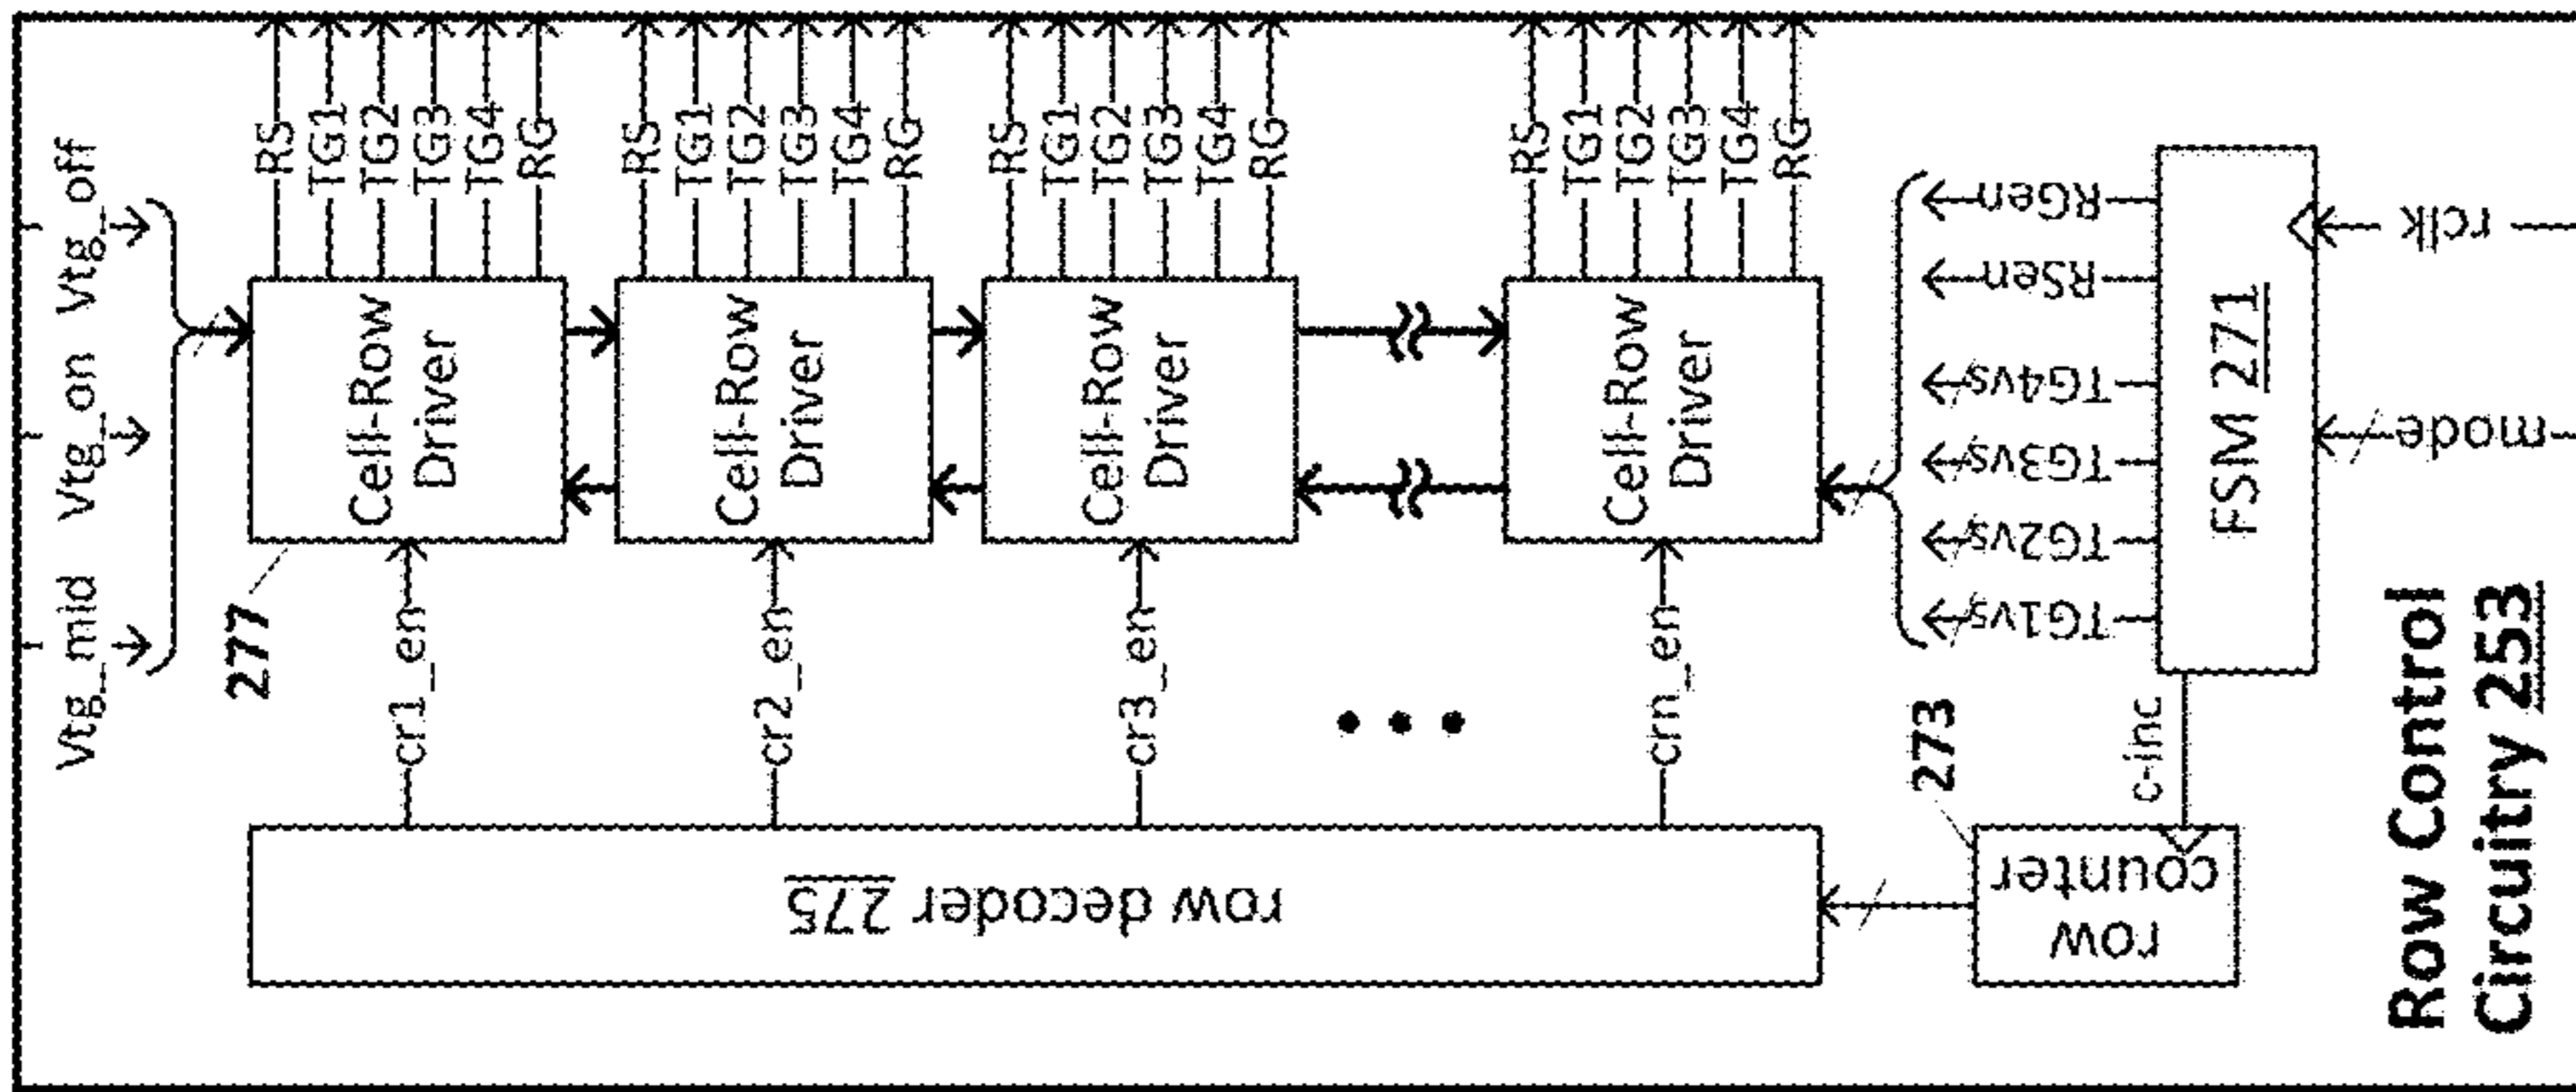 Vtg_mid Vtg_on Vtg_off
277
cr1_en
Cell-Row
Driver
RS
TG1
TG2
TG3
TG4
RG
cr2_en
Cell-Row
Driver
RS
TG1
TG2
TG3
TG4
RG
cr3_en
Cell-Row
Driver
RS
TG1
TG2
TG3
TG4
RG
crn_en
Cell-Row
Driver
RS
TG1
TG2
TG3
TG4
RG
row decoder 275
273
row
counter
c-inc
TG1vs
TG2vs
TG3vs
TG4vs
RSen
RGen
FSM 271
mode
rclk
Row Control
Circuitry 253